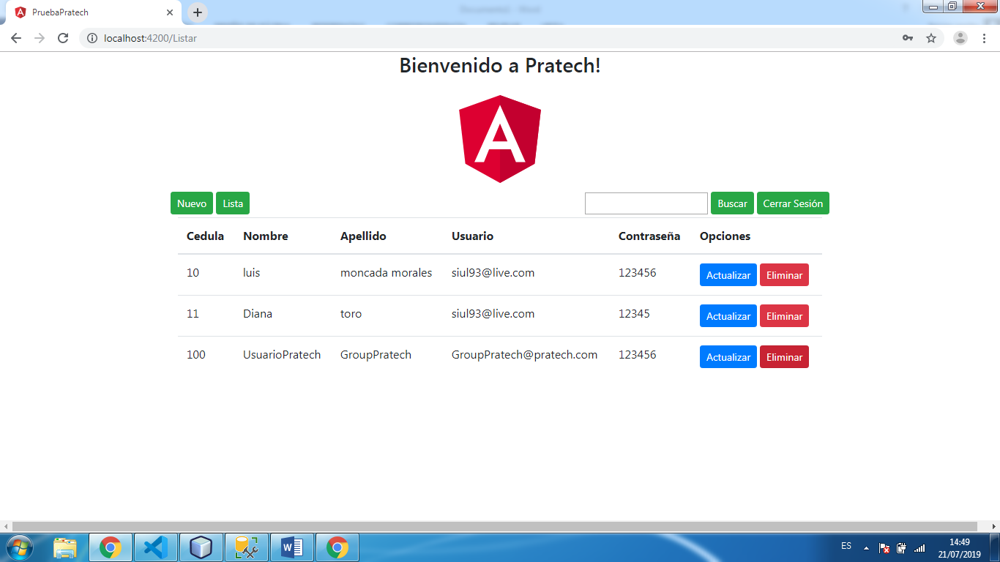 PruebaPratech
localhost:4200/Listar
Bienvenido a Pratech!
A
Nuevo Lista Buscar Cerrar Sesión
Cedula Nombre Apellido Usuario Contraseña Opciones
10 luis moncada morales siul93@live.com 123456 Actualizar Eliminar
11 Diana toro siul93@live.com 12345 Actualizar Eliminar
100 UsuarioPratech GroupPratech GroupPratech@pratech.com 123456 Actualizar Eliminar
ES 14:49
21/07/2019